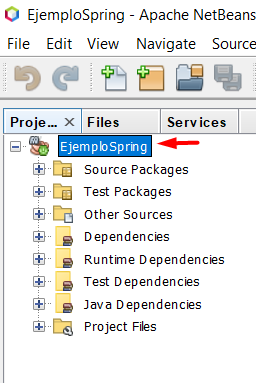 EjemploSpring - Apache NetBeans
File Edit View Navigate Source
Proje... × Files Services
EjemploSpring
Source Packages
Test Packages
Other Sources
Dependencies
Runtime Dependencies
Test Dependencies
Java Dependencies
Project Files